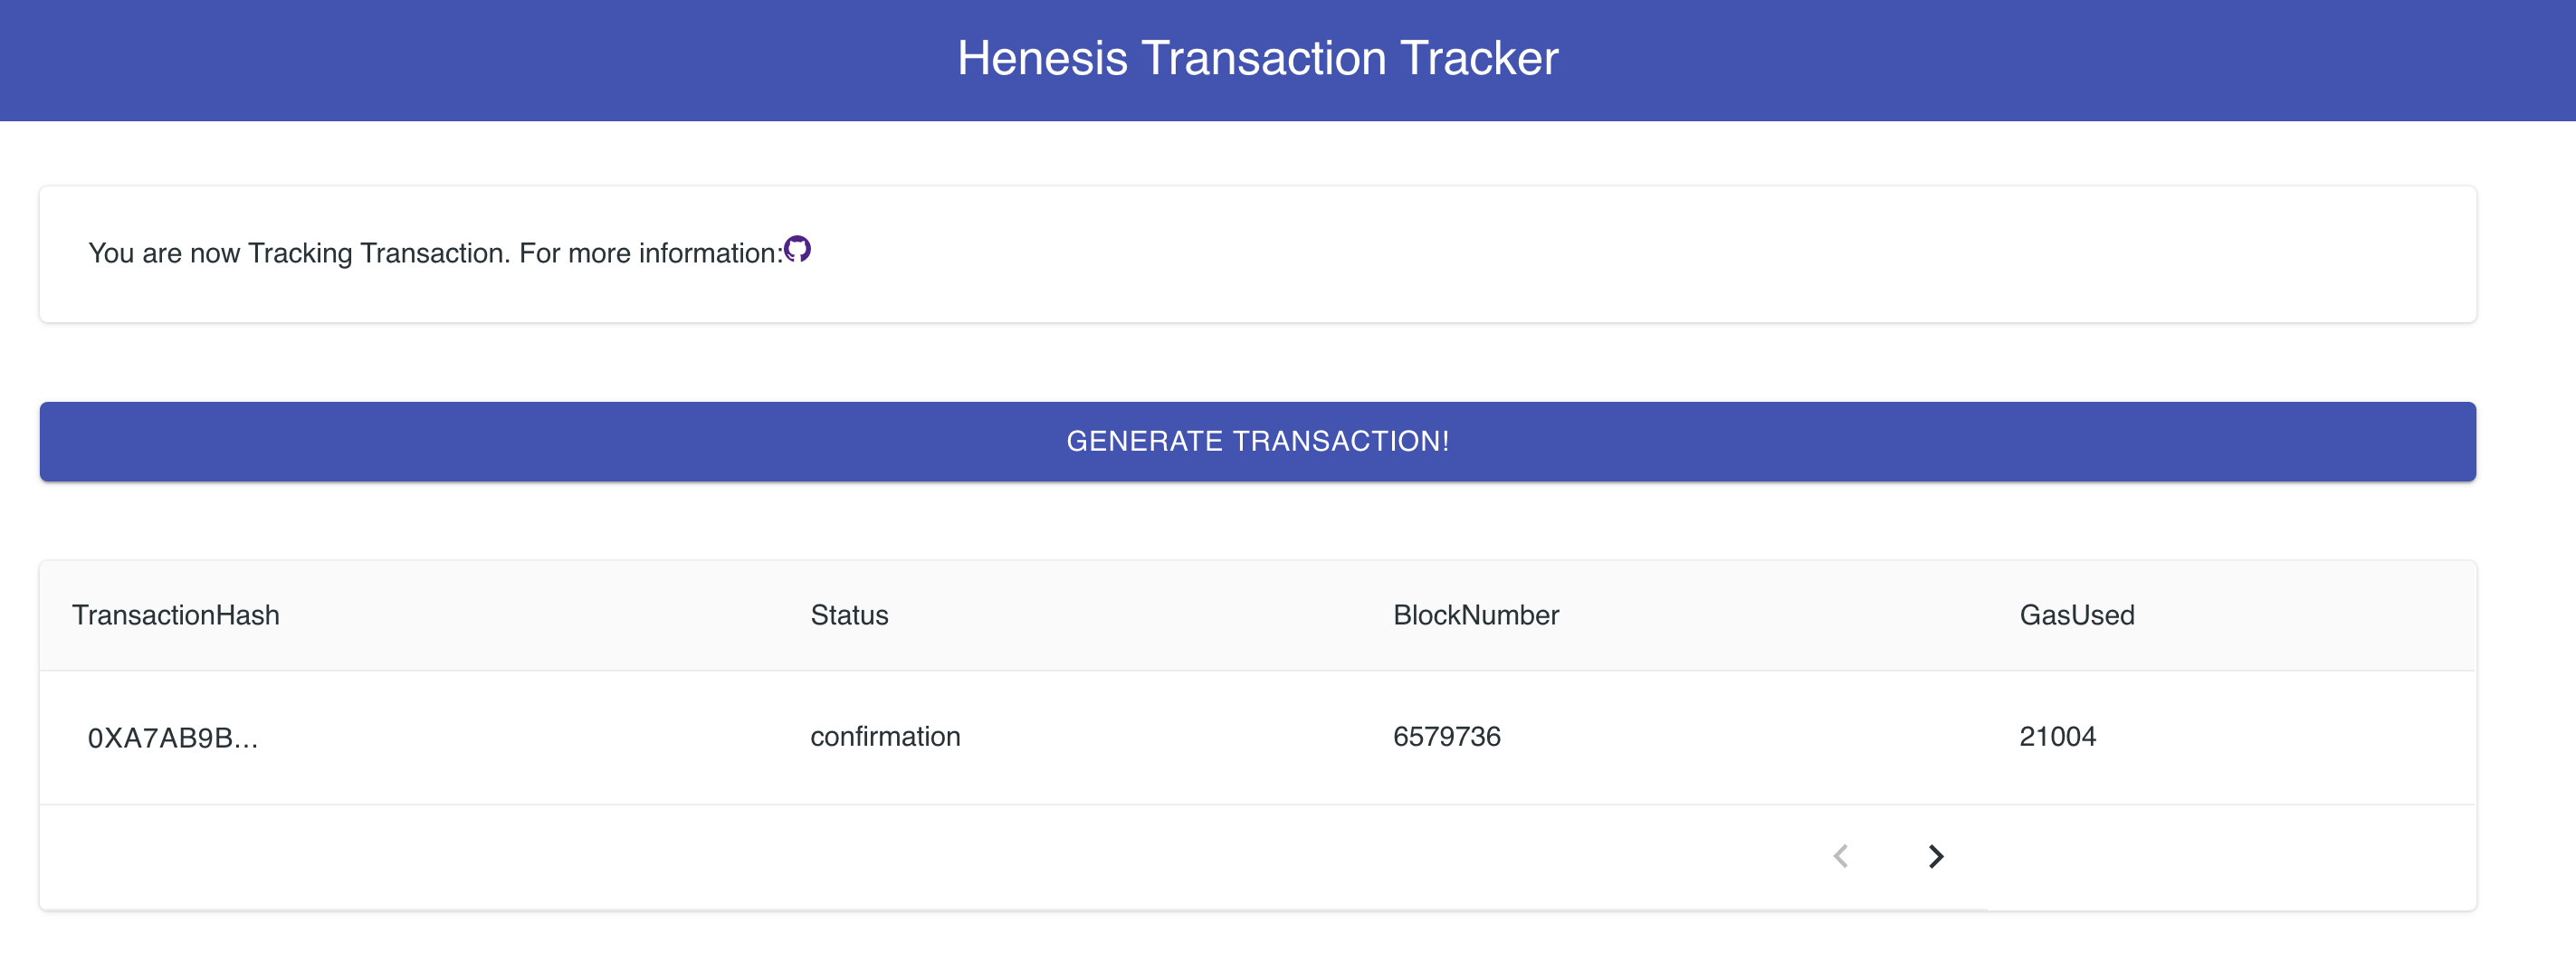 Henesis Transaction Tracker
You are now Tracking Transaction. For more information:
GENERATE TRANSACTION!
TransactionHash Status BlockNumber GasUsed
0XA7AB9B... confirmation 6579736 21004